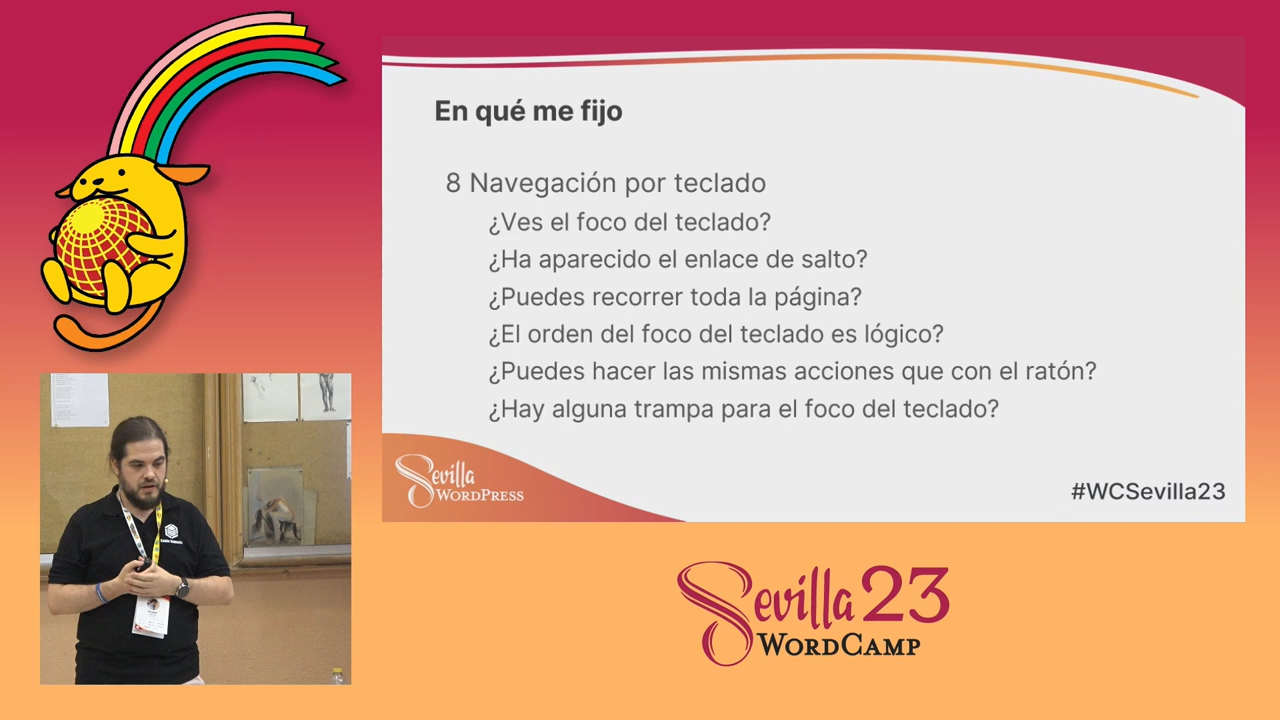 En qué me fijo
8 Navegación por teclado
¿Ves el foco del teclado?
¿Ha aparecido el enlace de salto?
¿Puedes recorrer toda la página?
¿El orden del foco del teclado es lógico?
¿Puedes hacer las mismas acciones que con el ratón?
¿Hay alguna trampa para el foco del teclado?
Sevilla
WORDPRESS
#WCSevilla23
Sevilla 23
WORDCAMP